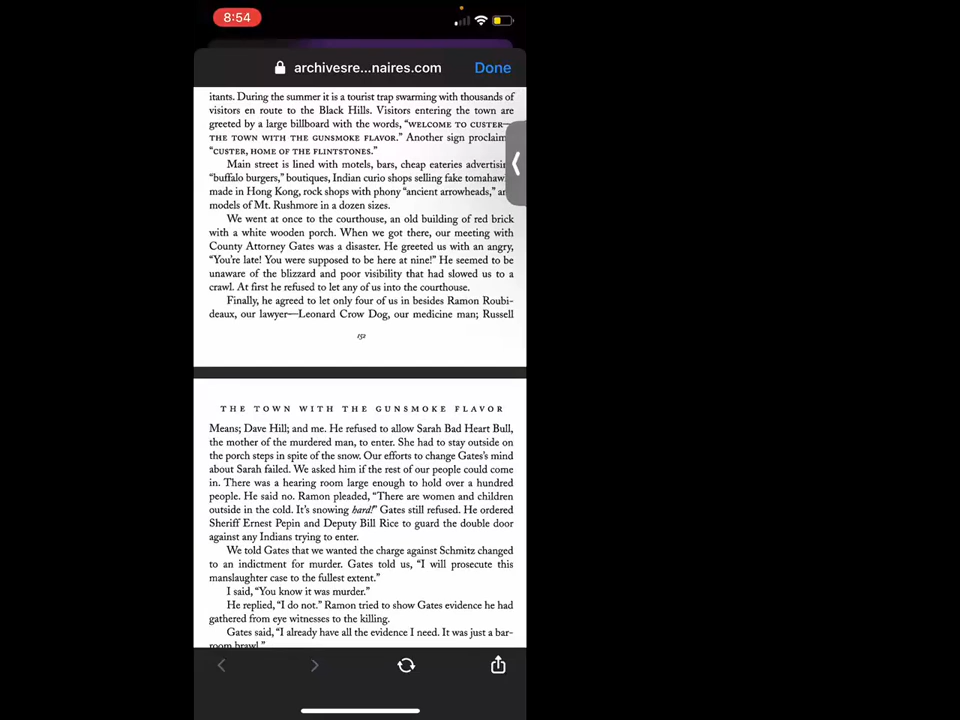 8:54
archivesre...naires.com
Done
itants. During the summer it is a tourist trap swarming with thousands of
visitors en route to the Black Hills. Visitors entering the town are
greeted by a large billboard with the words, “WELCOME TO CUSTER—
THE TOWN WITH THE GUNSMOKE FLAVOR.” Another sign proclaim
“CUSTER, HOME OF THE FLINTSTONES.”
Main street is lined with motels, bars, cheap eateries advertisin
“buffalo burgers,” boutiques, Indian curio shops selling fake tomahaw
made in Hong Kong, rock shops with phony “ancient arrowheads,” an
models of Mt. Rushmore in a dozen sizes.
We went at once to the courthouse, an old building of red brick
with a white wooden porch. When we got there, our meeting with
County Attorney Gates was a disaster. He greeted us with an angry,
“You’re late! You were supposed to be here at nine!” He seemed to be
unaware of the blizzard and poor visibility that had slowed us to a
crawl. At first he refused to let any of us into the courthouse.
Finally, he agreed to let only four of us in besides Ramon Roubi-
deaux, our lawyer—Leonard Crow Dog, our medicine man; Russell
152
THE TOWN WITH THE GUNSMOKE FLAVOR
Means; Dave Hill; and me. He refused to allow Sarah Bad Heart Bull,
the mother of the murdered man, to enter. She had to stay outside on
the porch steps in spite of the snow. Our efforts to change Gates’s mind
about Sarah failed. We asked him if the rest of our people could come
in. There was a hearing room large enough to hold over a hundred
people. He said no. Ramon pleaded, “There are women and children
outside in the cold. It’s snowing hard!” Gates still refused. He ordered
Sheriff Ernest Pepin and Deputy Bill Rice to guard the double door
against any Indians trying to enter.
We told Gates that we wanted the charge against Schmitz changed
to an indictment for murder. Gates told us, “I will prosecute this
manslaughter case to the fullest extent.”
I said, “You know it was murder.”
He replied, “I do not.” Ramon tried to show Gates evidence he had
gathered from eye witnesses to the killing.
Gates said, “I already have all the evidence I need. It was just a bar-
room brawl.”